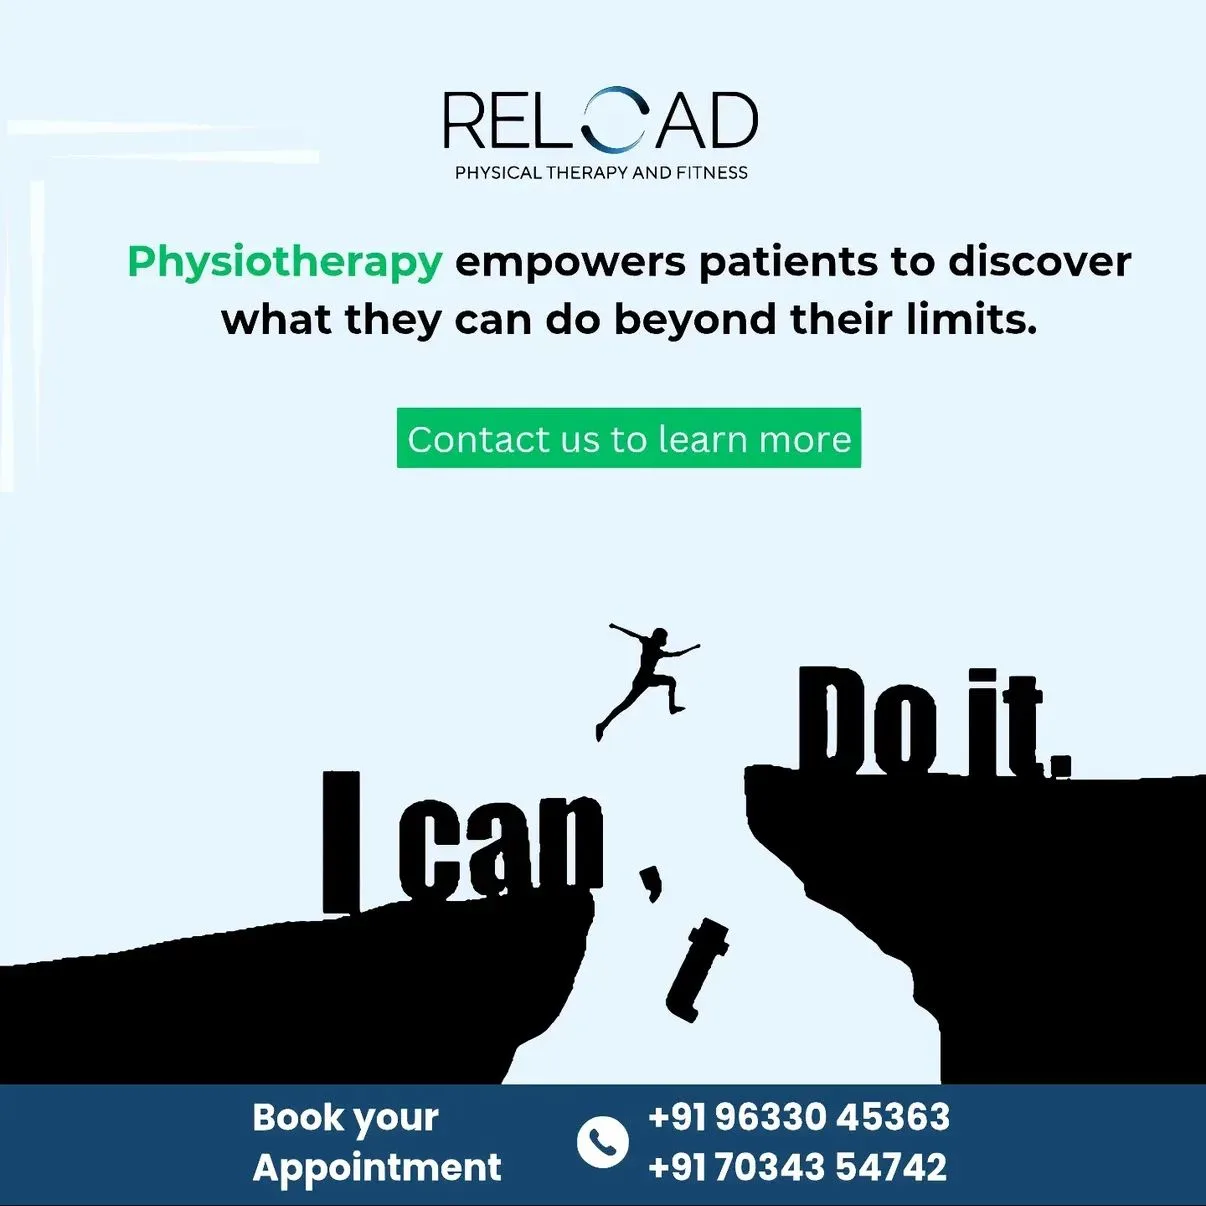 RELOAD
PHYSICAL THERAPY AND FITNESS
Physiotherapy empowers patients to discover
what they can do beyond their limits.
Contact us to learn more
I can't
Do it.
Book your
Appointment
+91 96330 45363
+91 70343 54742